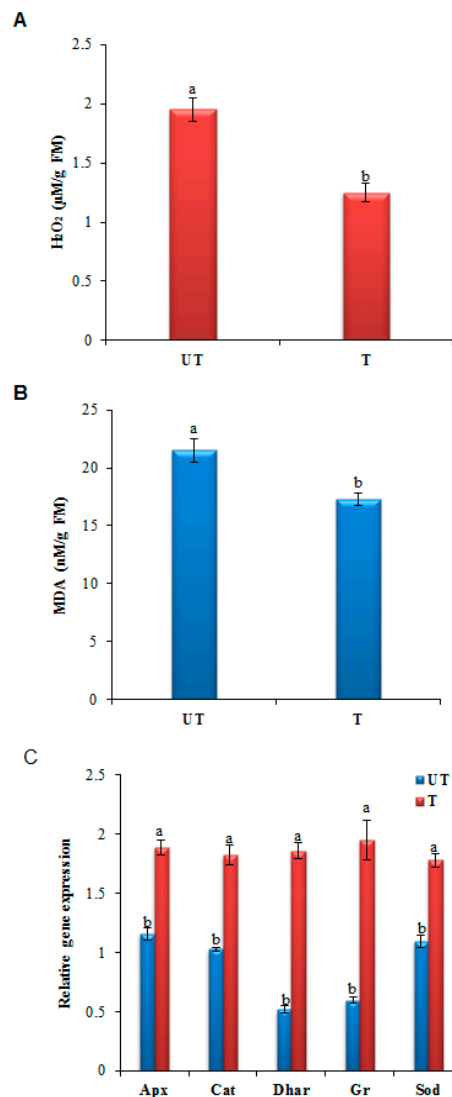 A
H₂O₂ (µM/g FM)
2.5
2
1.5
1
0.5
0
a
b
UT
T
B
MDA (nM/g FM)
25
20
15
10
5
0
a
b
UT
T
C
Relative gene expression
2.5
2
1.5
1
0.5
0
UT
T
a
a
a
a
a
b
b
b
b
b
Apx
Cat
Dhar
Gr
Sod